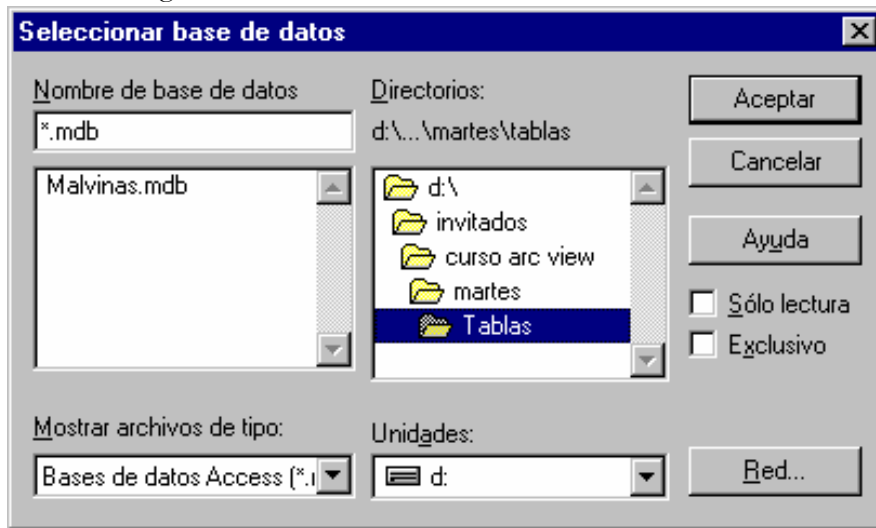 Seleccionar base de datos
Nombre de base de datos
*.mdb
Malvinas.mdb
Mostrar archivos de tipo:
Bases de datos Access (*.
Directorios:
d:\...\martes\tablas
d:\
invitados
curso arc view
martes
Tablas
Unidades:
d:
Aceptar
Cancelar
Ayuda
Sólo lectura
Exclusivo
Red...